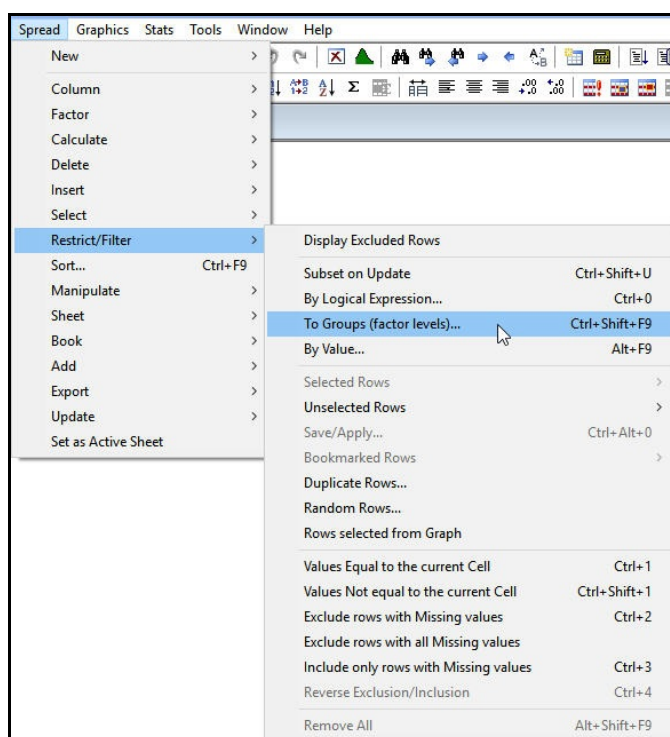 Spread Graphics Stats Tools Window Help
New
Column
Factor
Calculate
Delete
Insert
Select
Restrict/Filter
Sort... Ctrl+F9
Manipulate
Sheet
Book
Add
Export
Update
Set as Active Sheet
Display Excluded Rows
Subset on Update Ctrl+Shift+U
By Logical Expression... Ctrl+0
To Groups (factor levels)... Ctrl+Shift+F9
By Value... Alt+F9
Selected Rows
Unselected Rows
Save/Apply... Ctrl+Alt+0
Bookmarked Rows
Duplicate Rows...
Random Rows...
Rows selected from Graph
Values Equal to the current Cell Ctrl+1
Values Not equal to the current Cell Ctrl+Shift+1
Exclude rows with Missing values Ctrl+2
Exclude rows with all Missing values
Include only rows with Missing values Ctrl+3
Reverse Exclusion/Inclusion Ctrl+4
Remove All Alt+Shift+F9